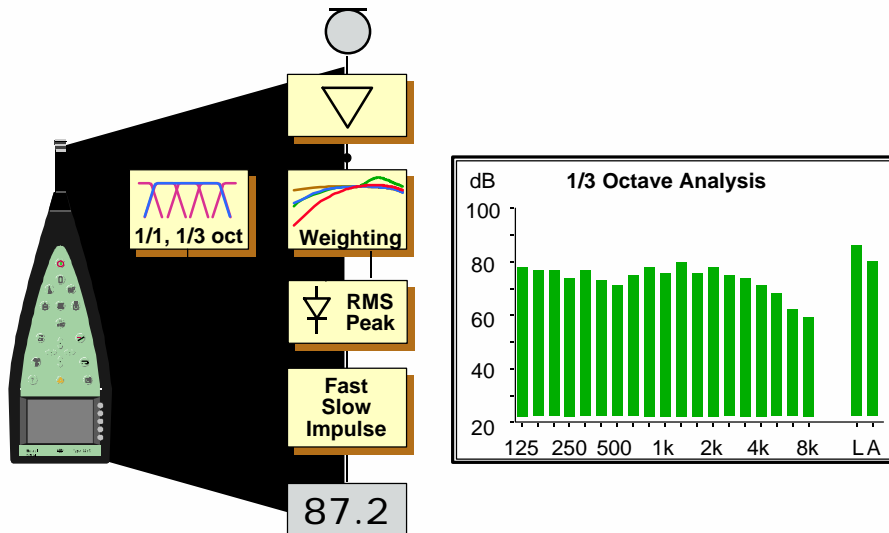 1/1, 1/3 oct
Weighting
RMS
Peak
Fast
Slow
Impulse
87.2
dB
1/3 Octave Analysis
100
80
60
40
20
125 250 500 1k 2k 4k 8k L A